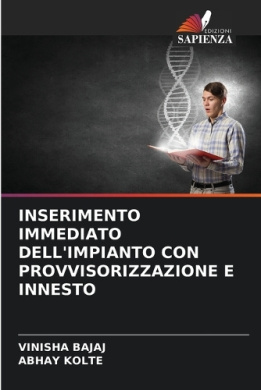 EDIZIONI
SAPIENZA
INSERIMENTO
IMMEDIATO
DELL'IMPIANTO CON
PROVVISORIZZAZIONE E
INNESTO
VINISHA BAJAJ
ABHAY KOLTE